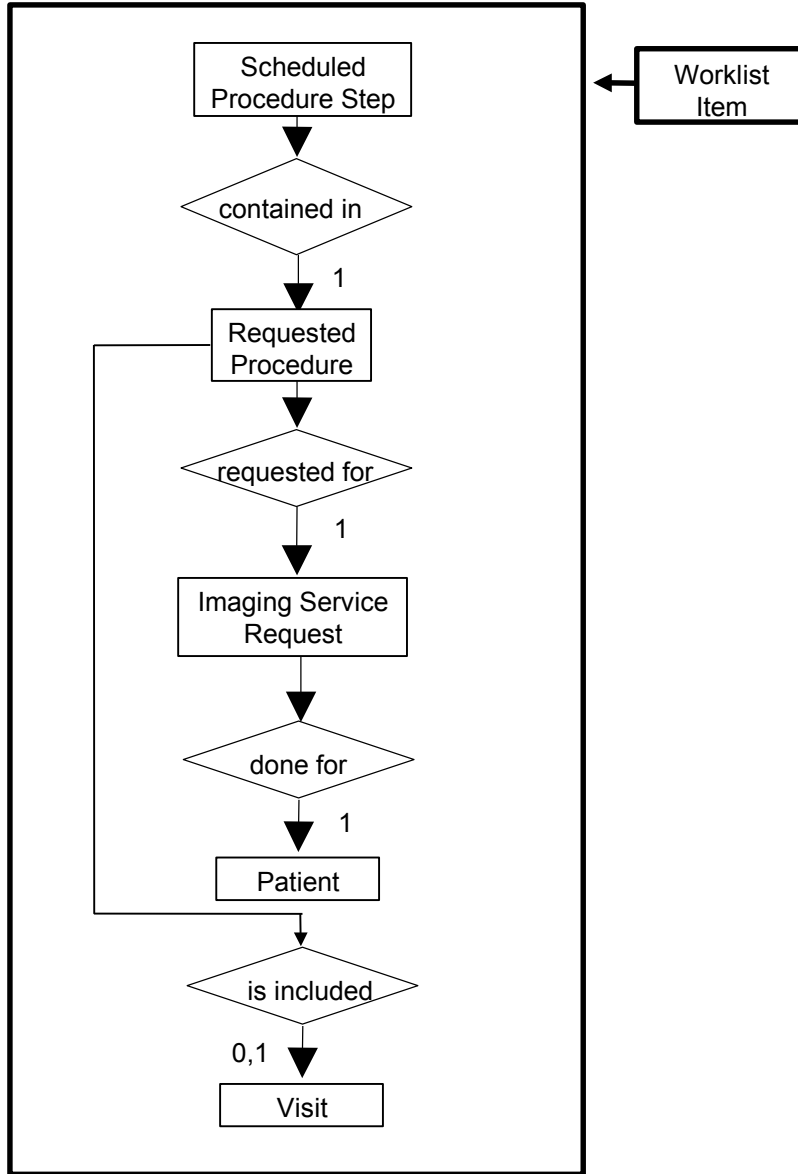 Scheduled
Procedure Step
Worklist
Item
contained in
1
Requested
Procedure
requested for
1
Imaging Service
Request
done for
1
Patient
is included
0,1
Visit